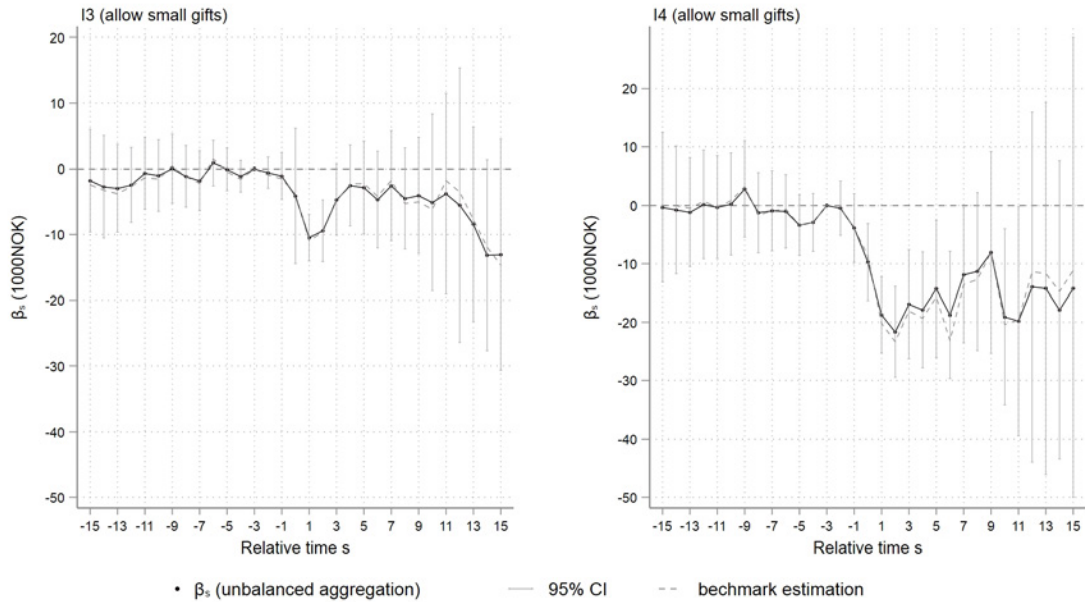 I3 (allow small gifts)
20
10
0
-10
-20
-30
-40
-50
βₛ (1000NOK)
-15 -13 -11 -9 -7 -5 -3 -1 1 3 5 7 9 11 13 15
Relative time s
I4 (allow small gifts)
20
10
0
-10
-20
-30
-40
-50
βₛ (1000NOK)
-15 -13 -11 -9 -7 -5 -3 -1 1 3 5 7 9 11 13 15
Relative time s
βₛ (unbalanced aggregation) 95% CI bechmark estimation